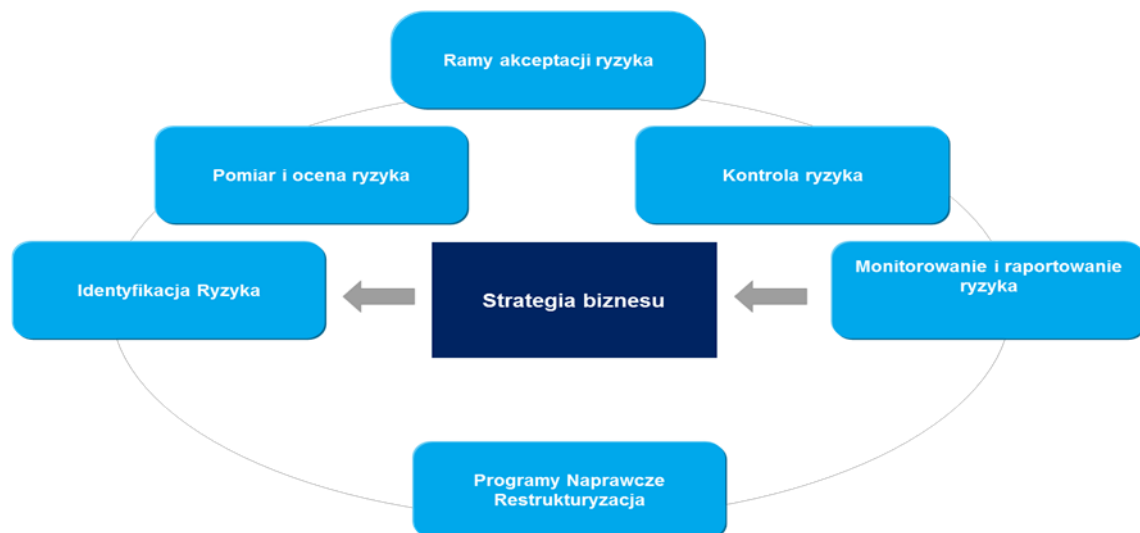 Ramy akceptacji ryzyka
Pomiar i ocena ryzyka
Kontrola ryzyka
Identyfikacja Ryzyka
Strategia biznesu
Monitorowanie i raportowanie
ryzyka
Programy Naprawcze
Restrukturyzacja